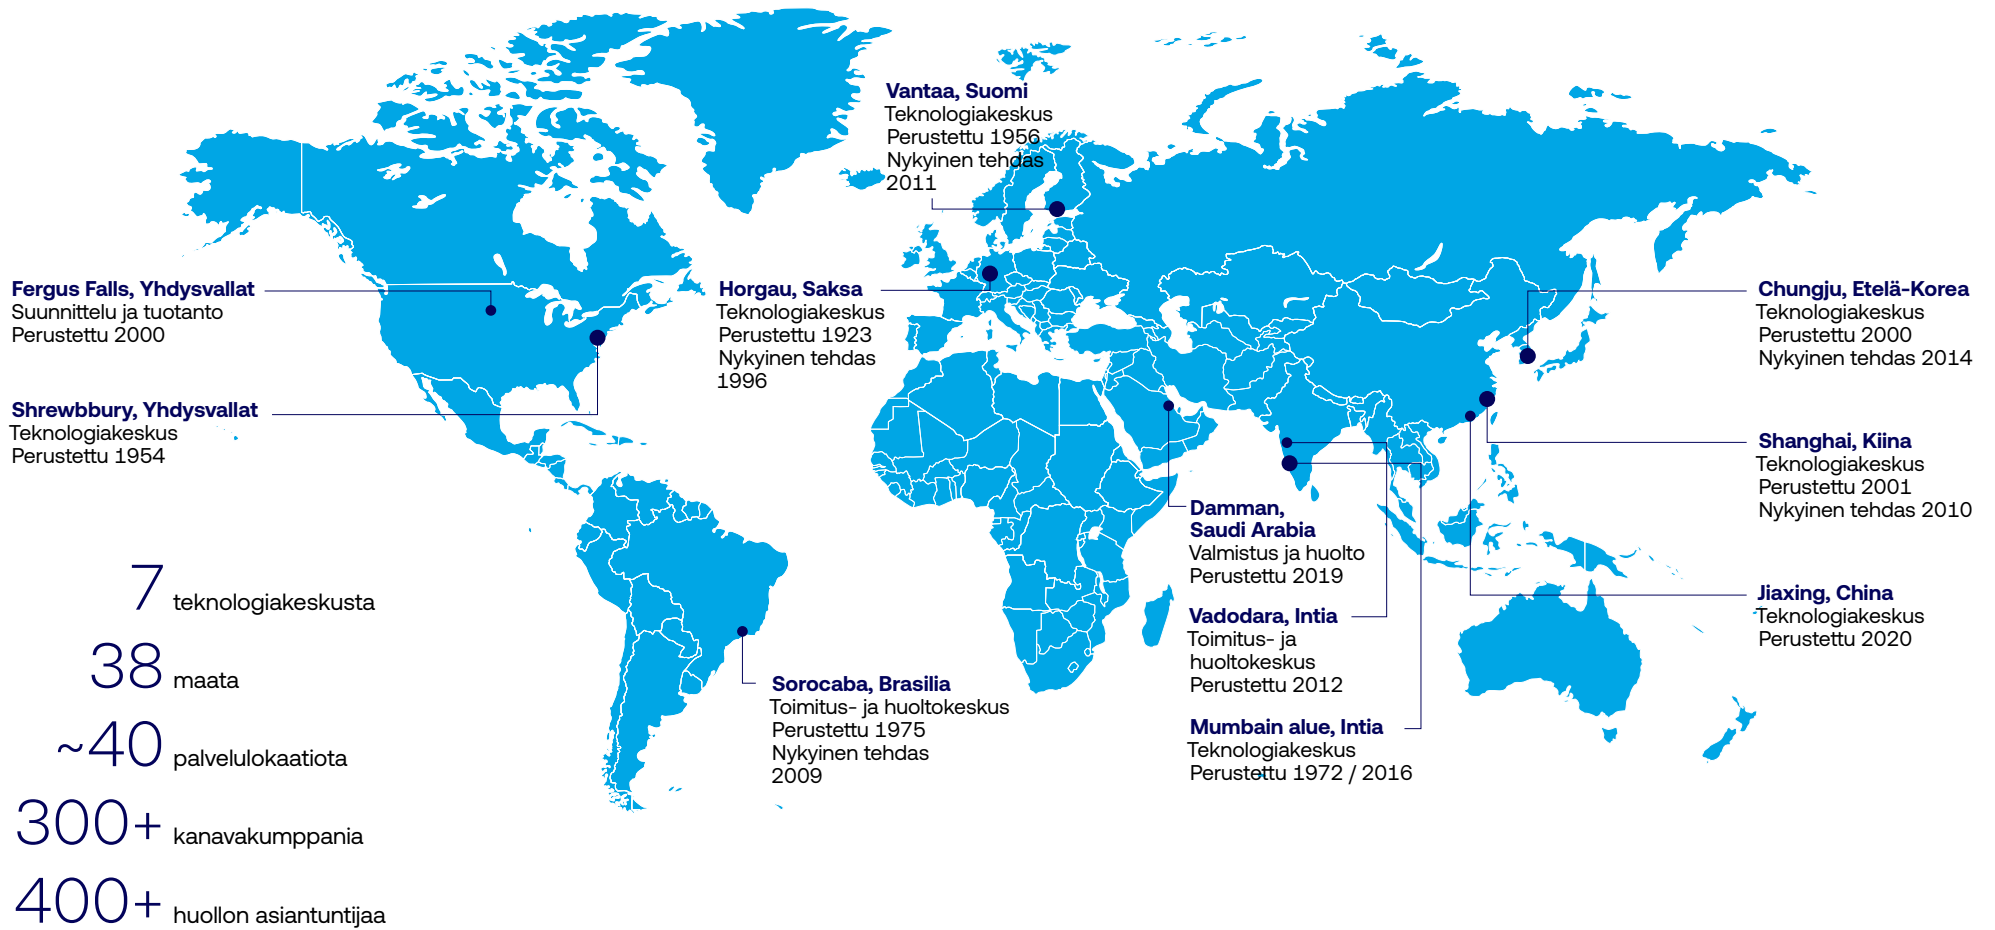 Vantaa, Suomi
Teknologiakeskus
Perustettu 1956
Nykyinen tehdas
2011
Fergus Falls, Yhdysvallat
Suunnittelu ja tuotanto
Perustettu 2000
Shrewbbury, Yhdysvallat
Teknologiakeskus
Perustettu 1954
Horgau, Saksa
Teknologiakeskus
Perustettu 1923
Nykyinen tehdas
1996
Chungju, Etelä-Korea
Teknologiakeskus
Perustettu 2000
Nykyinen tehdas 2014
Shanghai, Kiina
Teknologiakeskus
Perustettu 2001
Nykyinen tehdas 2010
Damman,
Saudi Arabia
Valmistus ja huolto
Perustettu 2019
Vadodara, Intia
Toimitus- ja
huoltokeskus
Perustettu 2012
Jiaxing, China
Teknologiakeskus
Perustettu 2020
Sorocaba, Brasilia
Toimitus- ja huoltokeskus
Perustettu 1975
Nykyinen tehdas
2009
Mumbain alue, Intia
Teknologiakeskus
Perustettu 1972 / 2016
7 teknologiakeskusta
38 maata
~40 palvelulokaatiota
300+ kanavakumppania
400+ huollon asiantuntijaa